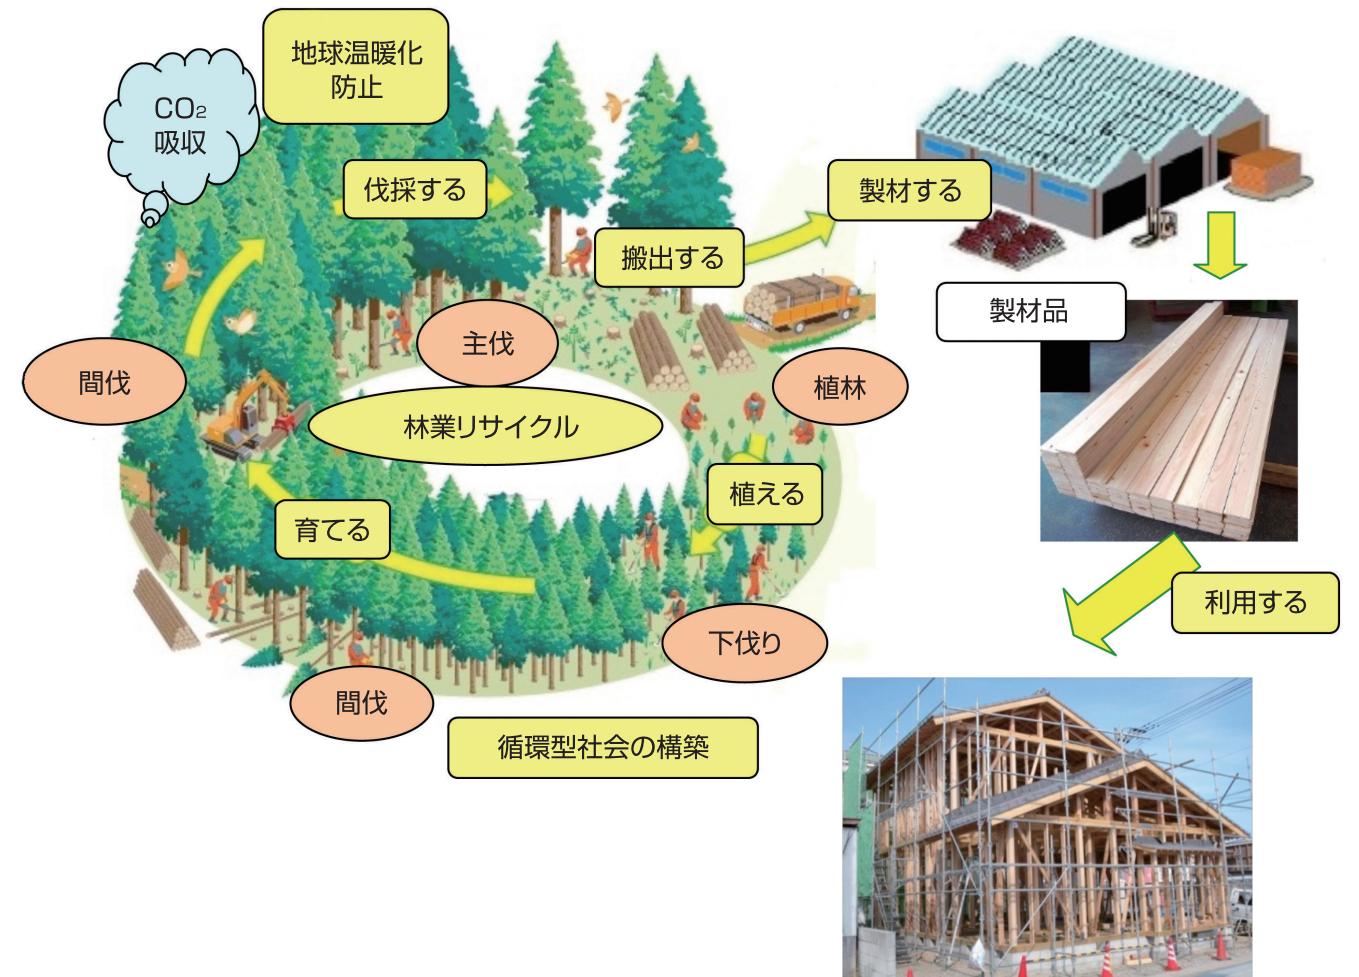 地球温暖化
防止
CO₂
吸収
伐採する
製材する
搬出する
製材品
主伐
間伐
植林
林業リサイクル
植える
育てる
利用する
下伐り
間伐
循環型社会の構築